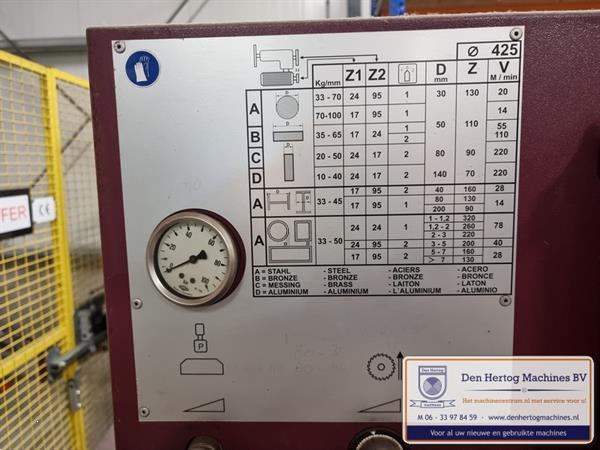 Ø 425
Kg/mm Z1 Z2 D mm Z V M / min
A 33 - 70 24 95 1 30 130 20
70-100 17 95 1 50 110 14
B 35 - 65 17 24 1 2 55 110
C 20 - 50 24 17 2 80 90 220
D 10 - 40 24 17 2 140 70 220
A 33 - 45 17 95 2 40 160 28
17 95 1 80 130 14
200 90
A 33 - 50 24 24 1 1 - 1,2 320 78
1,2 - 2 260
2 - 3 220
24 95 2 3 - 5 200 40
17 95 2 5 - 7 160 28
> 7 130
A = STAHL - STEEL - ACIERS - ACERO
B = BRONZE - BRONZE - BRONZE - BRONCE
C = MESSING - BRASS - LAITON - LATON
D = ALUMINIUM - ALUMINIUM - L'ALUMINIUM - ALUMINIO
P
FFER
Den Hertog Machines BV
Het machinecentrum.nl met service voor u!
M 06 - 33 97 84 59 - www.denhertogmachines.nl
Voor al uw nieuwe en gebruikte machines